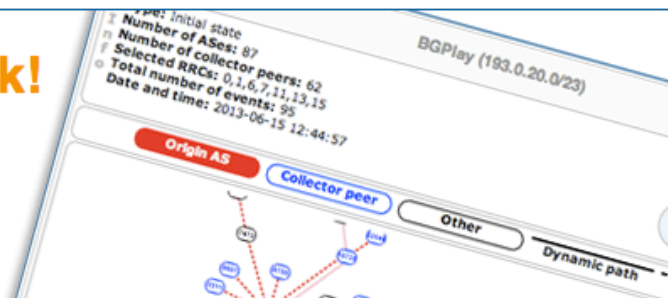 k!
Type: Initial state
Number of ASes: 87
Number of collector peers: 62
Selected RRCs: 0,1,6,7,11,13,15
Total number of events: 95
Date and time: 2013-06-15 12:44:57
I
n
f
o
BGPlay (193.0.20.0/23)
Origin AS
Collector peer
Other
Dynamic path